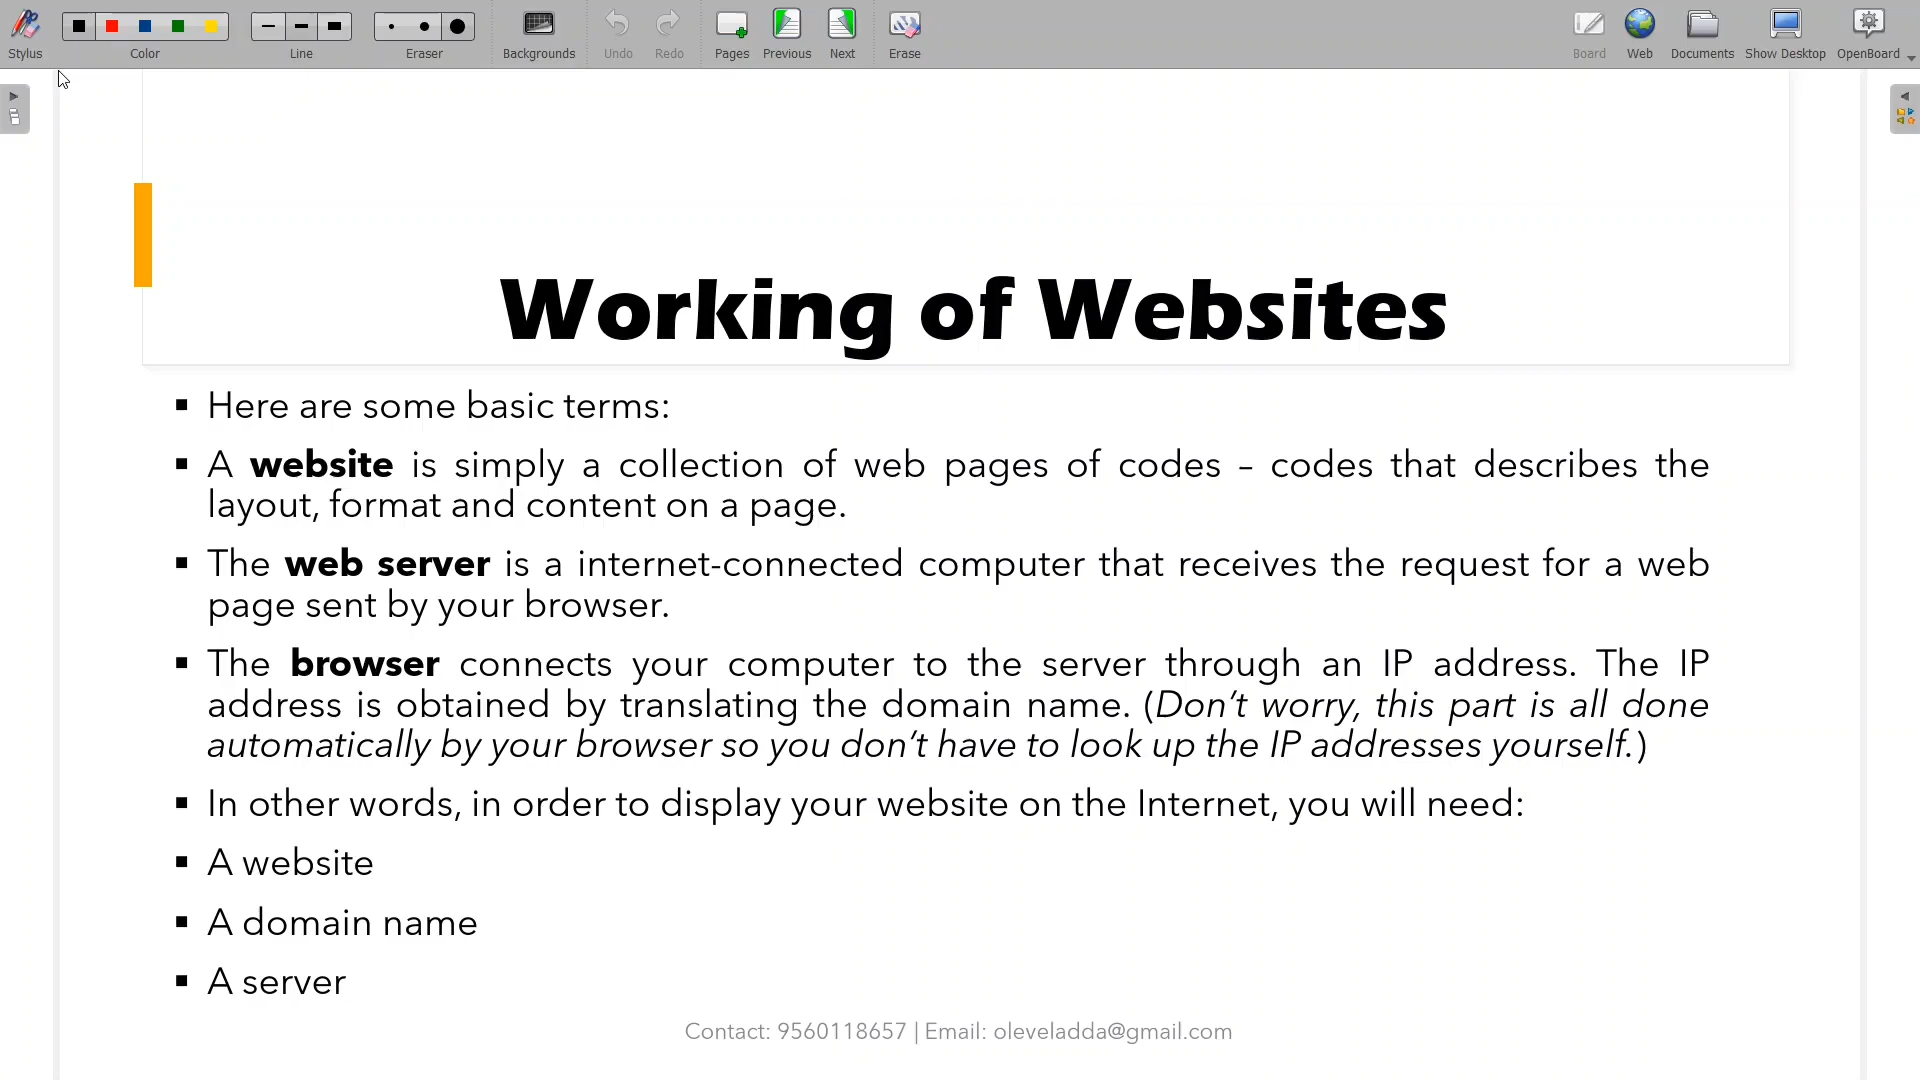 Stylus Color Line Eraser Backgrounds Undo Redo Pages Previous Next Erase Board Web Documents Show Desktop OpenBoard
Working of Websites
▪ Here are some basic terms:
▪ A website is simply a collection of web pages of codes – codes that describes the
layout, format and content on a page.
▪ The web server is a internet-connected computer that receives the request for a web
page sent by your browser.
▪ The browser connects your computer to the server through an IP address. The IP
address is obtained by translating the domain name. (Don’t worry, this part is all done
automatically by your browser so you don’t have to look up the IP addresses yourself.)
▪ In other words, in order to display your website on the Internet, you will need:
▪ A website
▪ A domain name
▪ A server
Contact: 9560118657 | Email: oleveladda@gmail.com